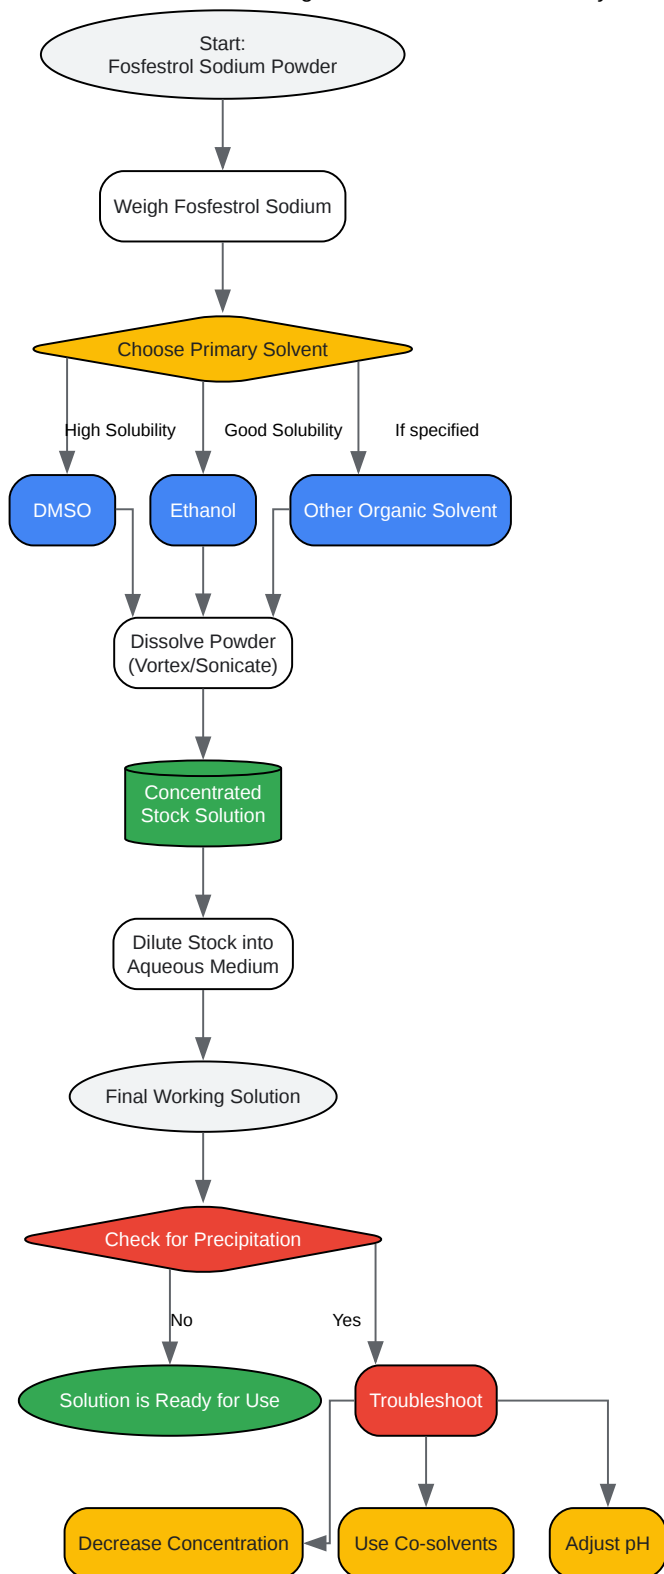 Start:
Fosfestrol Sodium Powder
Weigh Fosfestrol Sodium
Choose Primary Solvent
High Solubility
Good Solubility
If specified
DMSO
Ethanol
Other Organic Solvent
Dissolve Powder
(Vortex/Sonicate)
Concentrated
Stock Solution
Dilute Stock into
Aqueous Medium
Final Working Solution
Check for Precipitation
No
Yes
Solution is Ready for Use
Troubleshoot
Decrease Concentration
Use Co-solvents
Adjust pH